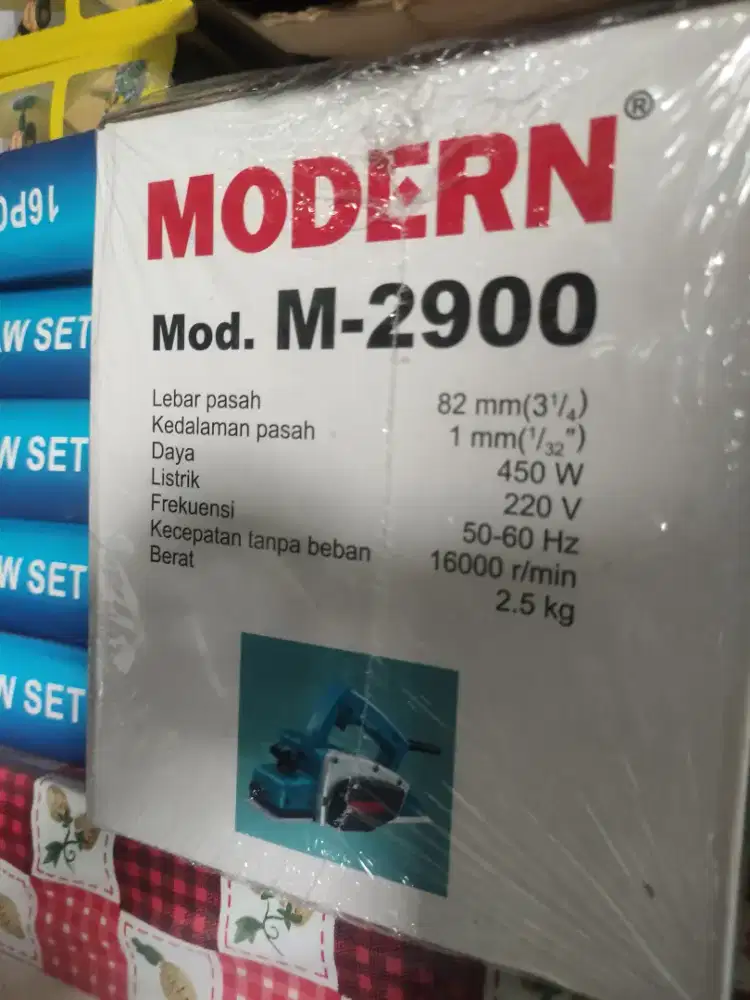 MODERN®
Mod. M-2900
Lebar pasah 82 mm(3¹/₄)
Kedalaman pasah 1 mm(¹/₃₂")
Daya 450 W
Listrik 220 V
Frekuensi 50-60 Hz
Kecepatan tanpa beban 16000 r/min
Berat 2.5 kg
16PC
W SET
W SET
W SET
W SET